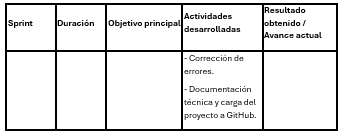 Sprint
Duración
Objetivo principal
Actividades
desarrolladas
Resultado
obtenido /
Avance actual
- Corrección de
errores.
- Documentación
técnica y carga del
proyecto a GitHub.